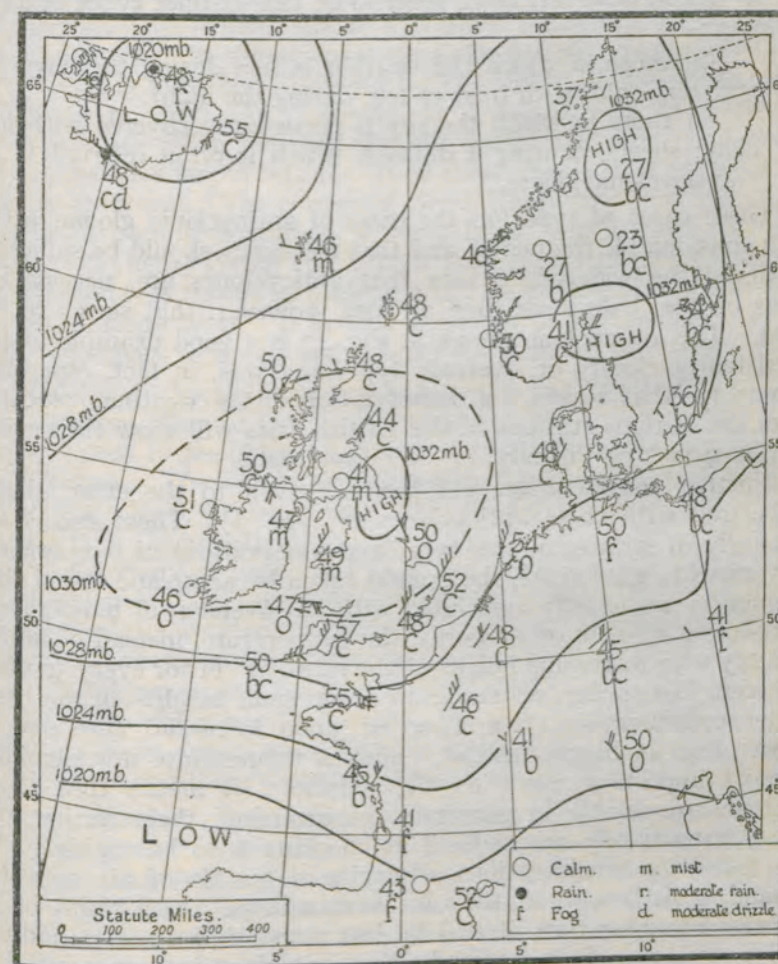 25° 20° 15° 10° 5° 0° 5° 10° 15° 20° 25°
1020mb.
65°
46
48
r
LOW
55
C
48
cd
37
C
1032mb.
HIGH
27
bc
60°
46
m
46
27
b
23
bc
1032mb.
1024mb.
48
C
50
C
41
C
HIGH
34
bc
50
O
48
C
36
bc
1028mb.
44
C
55°
55°
1032mb.
HIGH
50
C
41
m
48
C
51
47
m
48
bc
50
f
50
O
49
m
54
O
1030mb.
52
C
46
O
50°
47
O
57
C
48
C
48
C
45
bc
41
f
50°
1028mb.
50
bc
55
C
46
C
1024mb.
41
b
50
O
1020mb.
45
b
45°
45°
LOW
41
f
43
f
52
C
Calm. m mist
Rain. r. moderate rain.
f Fog d. moderate drizzle.
Statute Miles.
0 100 200 300 400
10° 5° 0° 5° 10°